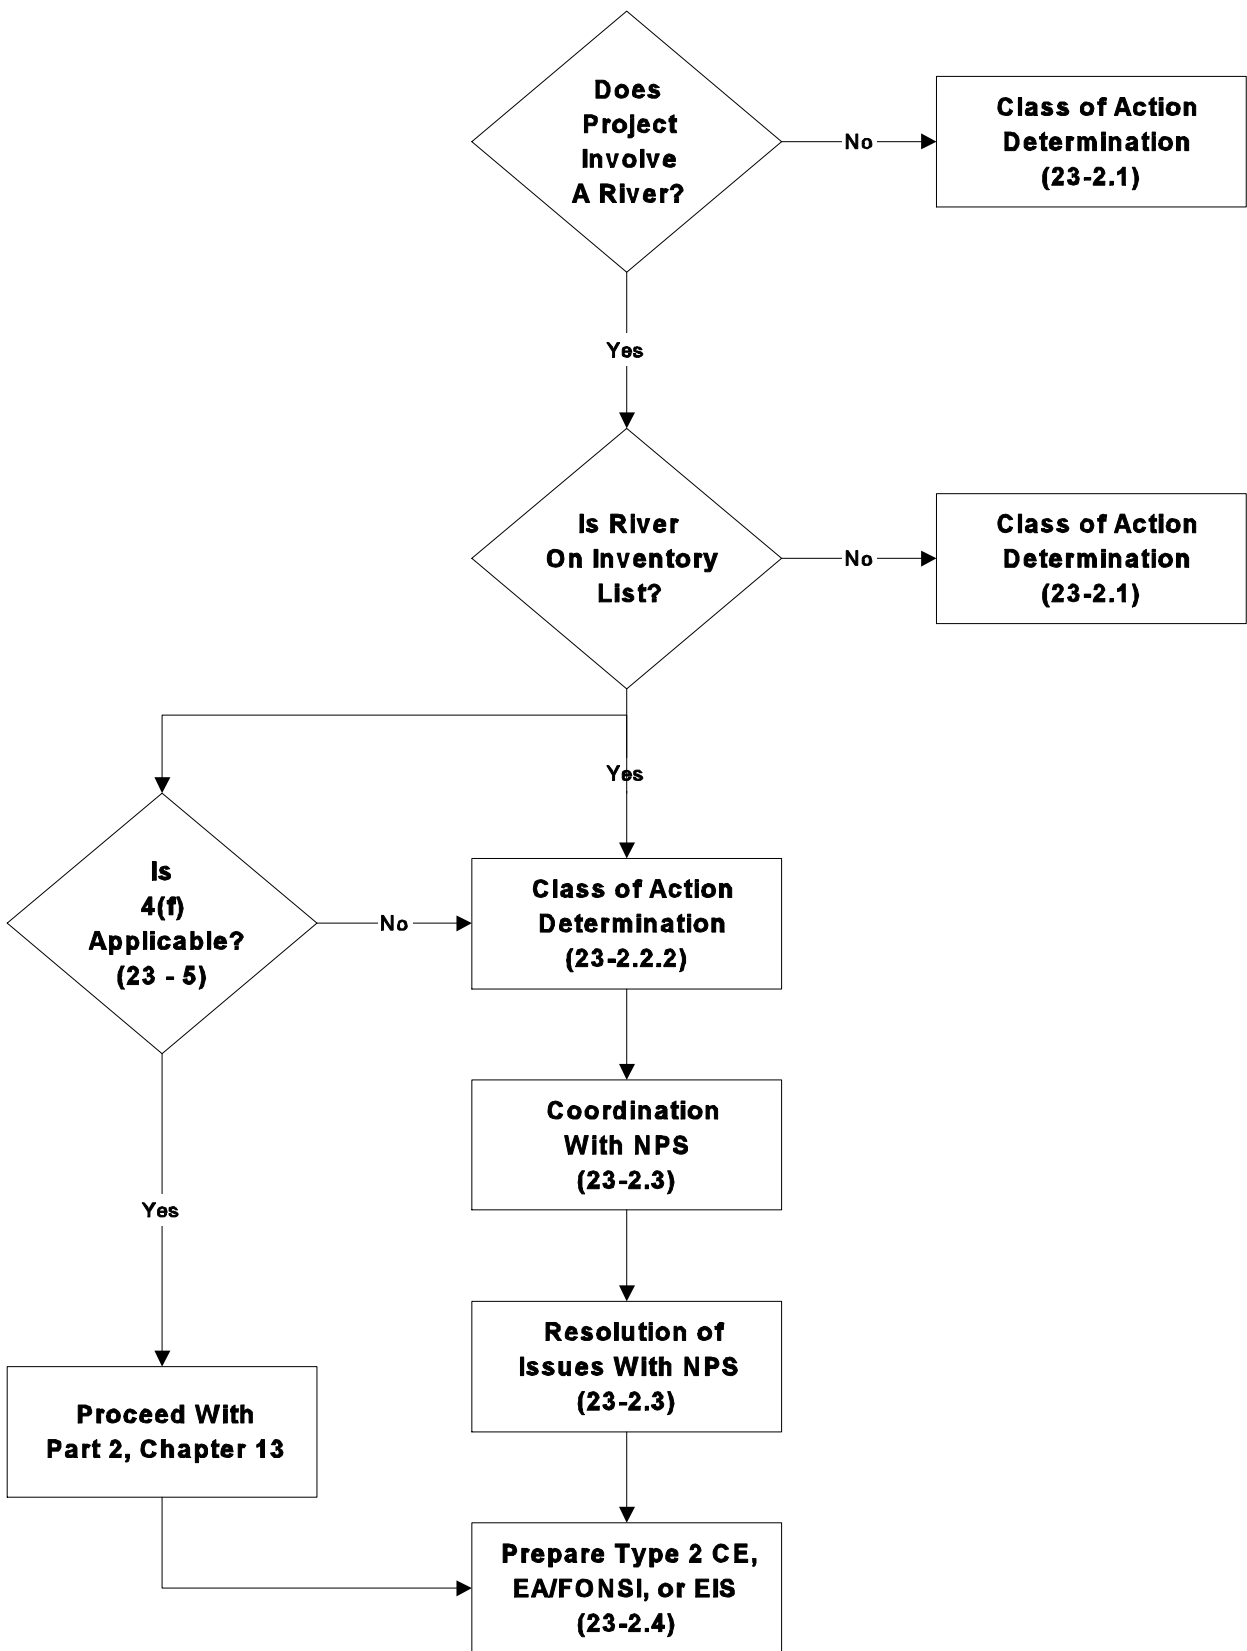 Does
Project
Involve
A River?
No
Class of Action
Determination
(23-2.1)
Yes
Is River
On Inventory
List?
No
Class of Action
Determination
(23-2.1)
Yes
Is
4(f)
Applicable?
(23 - 5)
No
Class of Action
Determination
(23-2.2.2)
Coordination
With NPS
(23-2.3)
Yes
Resolution of
Issues With NPS
(23-2.3)
Proceed With
Part 2, Chapter 13
Prepare Type 2 CE,
EA/FONSI, or EIS
(23-2.4)